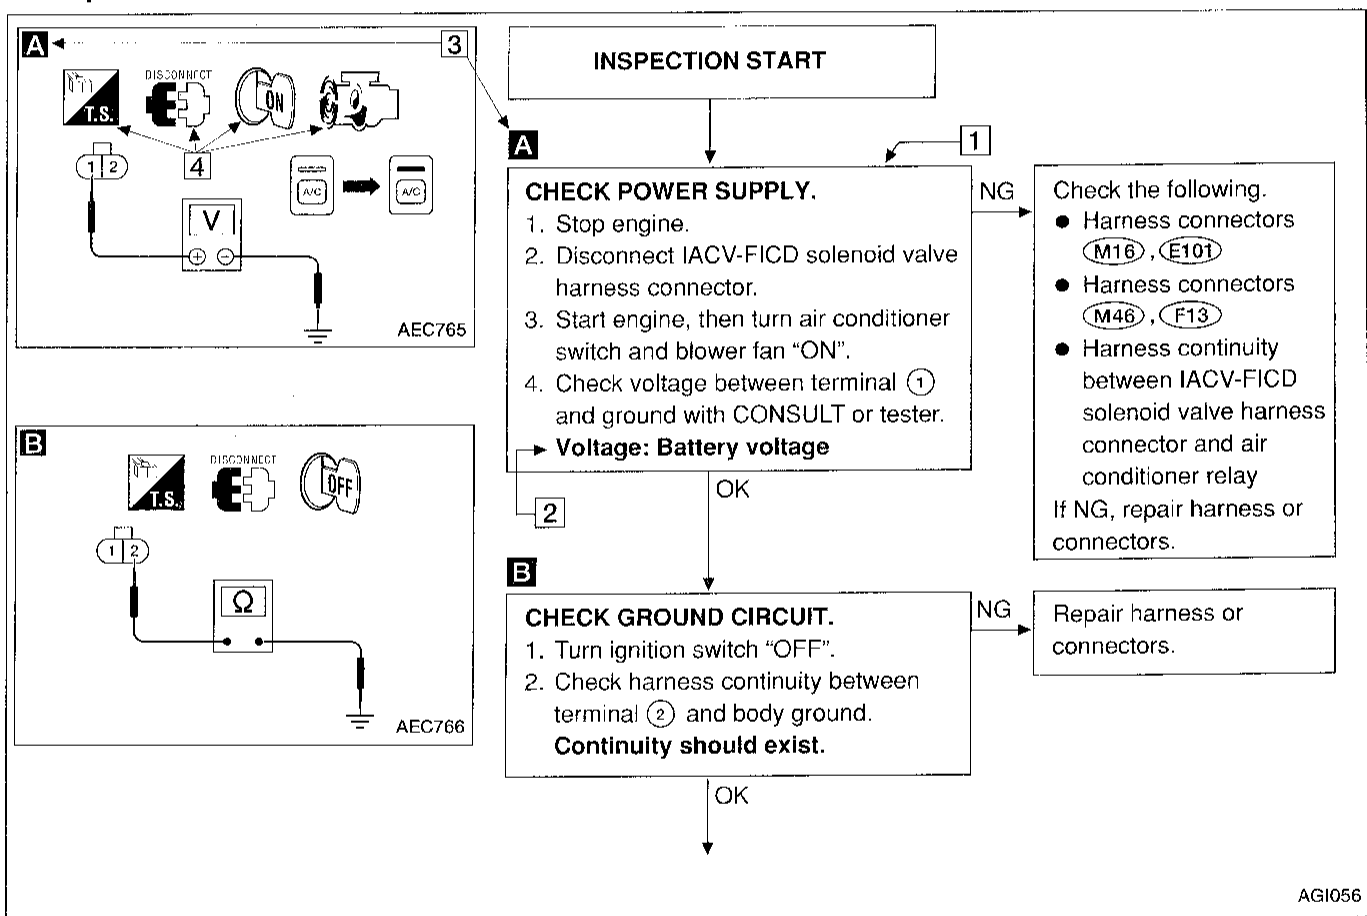 A
3
DISCONNECT
ON
T.S.
4
1 2
A/C
A/C
V
+ −
AEC765
B
DISCONNECT
OFF
T.S.
1 2
Ω
AEC766
INSPECTION START
A
1
CHECK POWER SUPPLY.
1. Stop engine.
2. Disconnect IACV-FICD solenoid valve
harness connector.
3. Start engine, then turn air conditioner
switch and blower fan “ON”.
4. Check voltage between terminal ①
and ground with CONSULT or tester.
Voltage: Battery voltage
2
NG
Check the following.
● Harness connectors
M16, E101
● Harness connectors
M46, F13
● Harness continuity
between IACV-FICD
solenoid valve harness
connector and air
conditioner relay
If NG, repair harness or
connectors.
OK
B
CHECK GROUND CIRCUIT.
1. Turn ignition switch “OFF”.
2. Check harness continuity between
terminal ② and body ground.
Continuity should exist.
NG
Repair harness or
connectors.
OK
AGI056